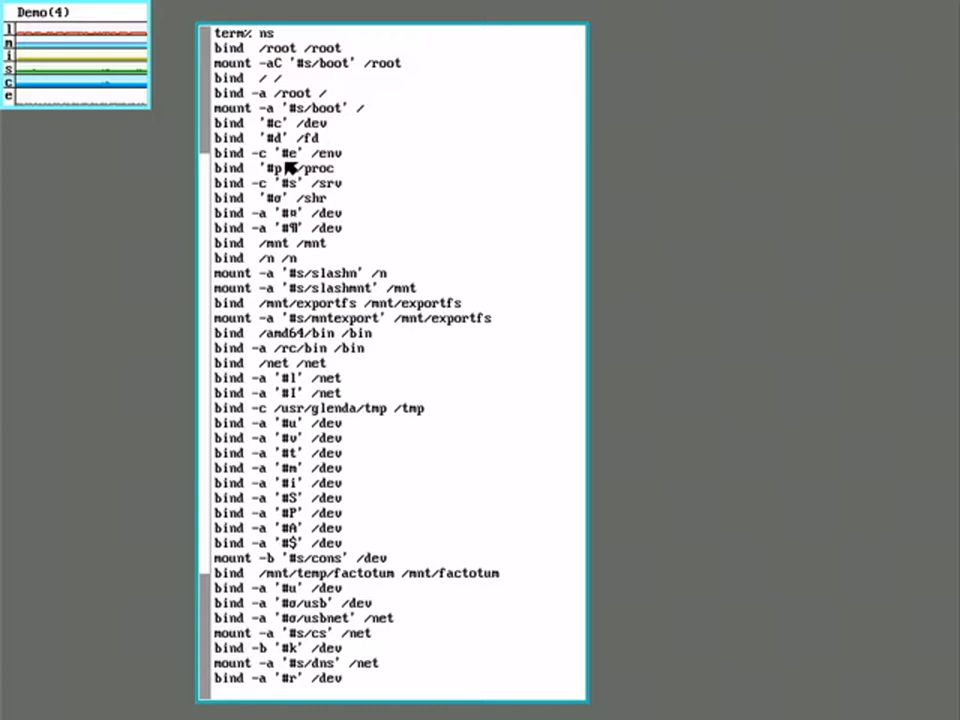 Demo(4)
l
m
i
s
c
e
term% ns
bind  /root /root
mount -aC '#s/boot' /root
bind  / /
bind -a /root /
mount -a '#s/boot' /
bind  '#c' /dev
bind  '#d' /fd
bind -c '#e' /env
bind  '#p /proc
bind -c '#s' /srv
bind  '#σ' /shr
bind -a '#¤' /dev
bind -a '#¶' /dev
bind  /mnt /mnt
bind  /n /n
mount -a '#s/slashn' /n
mount -a '#s/slashmnt' /mnt
bind  /mnt/exportfs /mnt/exportfs
mount -a '#s/mntexport' /mnt/exportfs
bind  /amd64/bin /bin
bind -a /rc/bin /bin
bind  /net /net
bind -a '#l' /net
bind -a '#I' /net
bind -c /usr/glenda/tmp /tmp
bind -a '#u' /dev
bind -a '#v' /dev
bind -a '#t' /dev
bind -a '#m' /dev
bind -a '#i' /dev
bind -a '#S' /dev
bind -a '#P' /dev
bind -a '#A' /dev
bind -a '#$' /dev
mount -b '#s/cons' /dev
bind  /mnt/temp/factotum /mnt/factotum
bind -a '#u' /dev
bind -a '#σ/usb' /dev
bind -a '#σ/usbnet' /net
mount -a '#s/cs' /net
bind -b '#k' /dev
mount -a '#s/dns' /net
bind -a '#r' /dev